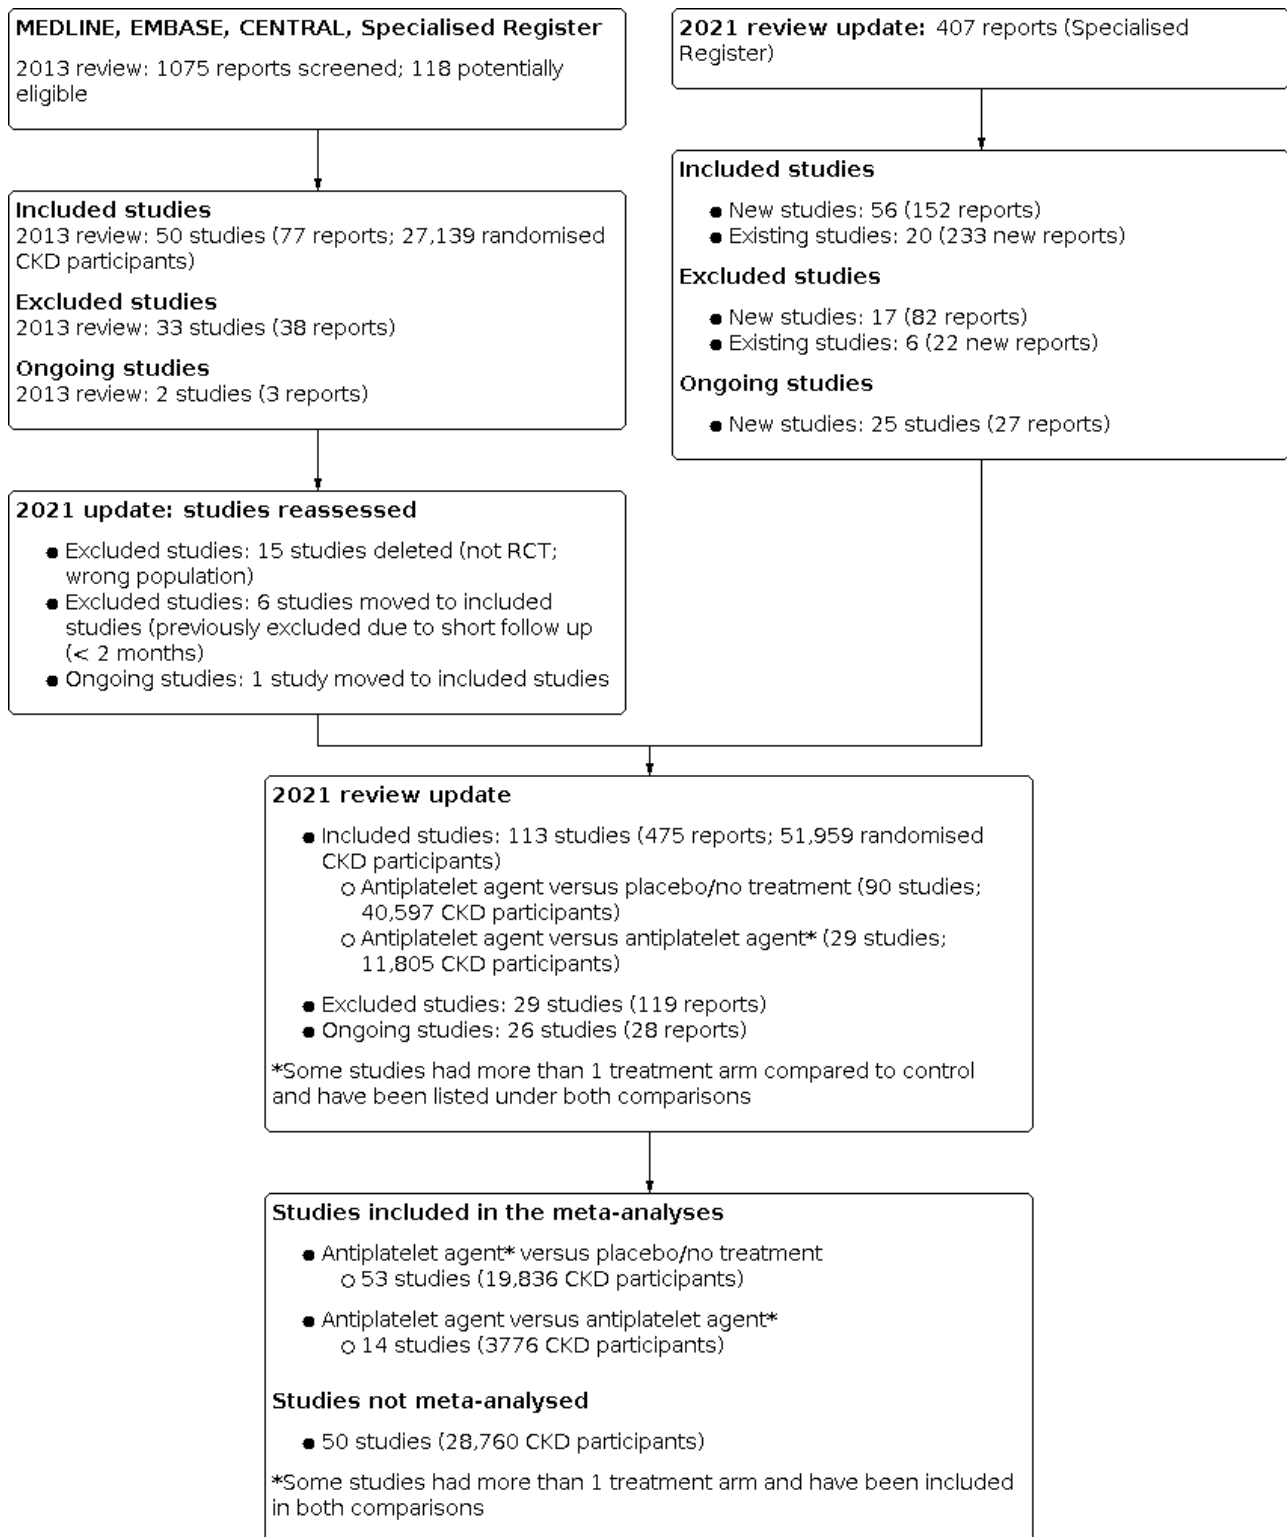 MEDLINE, EMBASE, CENTRAL, Specialised Register
2013 review: 1075 reports screened; 118 potentially
eligible
2021 review update: 407 reports (Specialised
Register)
Included studies
2013 review: 50 studies (77 reports; 27,139 randomised
CKD participants)
Excluded studies
2013 review: 33 studies (38 reports)
Ongoing studies
2013 review: 2 studies (3 reports)
Included studies
● New studies: 56 (152 reports)
● Existing studies: 20 (233 new reports)
Excluded studies
● New studies: 17 (82 reports)
● Existing studies: 6 (22 new reports)
Ongoing studies
● New studies: 25 studies (27 reports)
2021 update: studies reassessed
● Excluded studies: 15 studies deleted (not RCT;
wrong population)
● Excluded studies: 6 studies moved to included
studies (previously excluded due to short follow up
(< 2 months)
● Ongoing studies: 1 study moved to included studies
2021 review update
● Included studies: 113 studies (475 reports; 51,959 randomised
CKD participants)
○ Antiplatelet agent versus placebo/no treatment (90 studies;
40,597 CKD participants)
○ Antiplatelet agent versus antiplatelet agent* (29 studies;
11,805 CKD participants)
● Excluded studies: 29 studies (119 reports)
● Ongoing studies: 26 studies (28 reports)
*Some studies had more than 1 treatment arm compared to control
and have been listed under both comparisons
Studies included in the meta-analyses
● Antiplatelet agent* versus placebo/no treatment
○ 53 studies (19,836 CKD participants)
● Antiplatelet agent versus antiplatelet agent*
○ 14 studies (3776 CKD participants)
Studies not meta-analysed
● 50 studies (28,760 CKD participants)
*Some studies had more than 1 treatment arm and have been included
in both comparisons